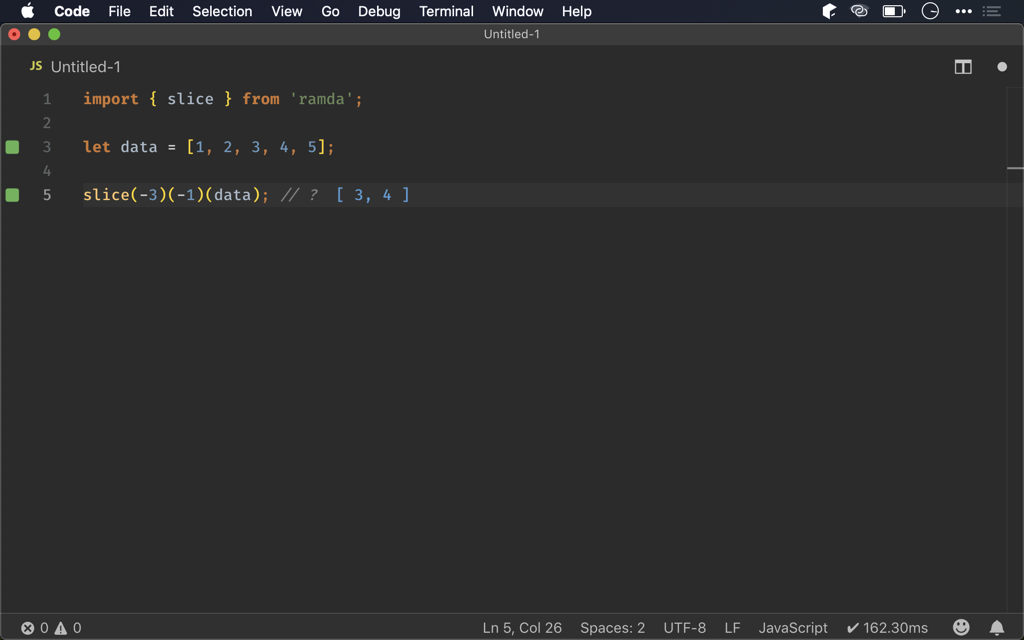 Code File Edit Selection View Go Debug Terminal Window Help
Untitled-1
JS Untitled-1
1 import { slice } from 'ramda';
2
3 let data = [1, 2, 3, 4, 5];
4
5 slice(-3)(-1)(data); // ? [ 3, 4 ]
0 0 Ln 5, Col 26 Spaces: 2 UTF-8 LF JavaScript ✔ 162.30ms